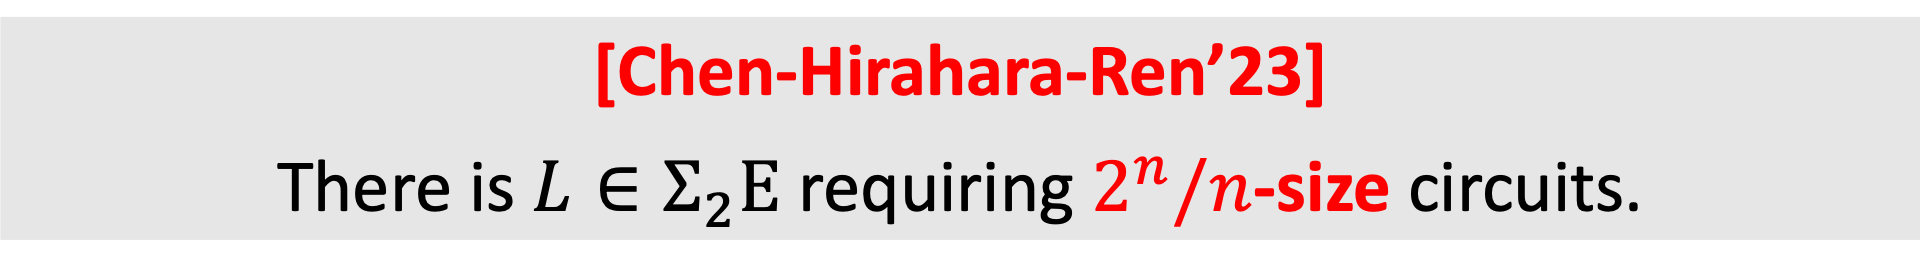 [Chen-Hirahara-Ren’23]
There is 𝐿 ∈ Σ₂E requiring 2ⁿ/𝑛-size circuits.